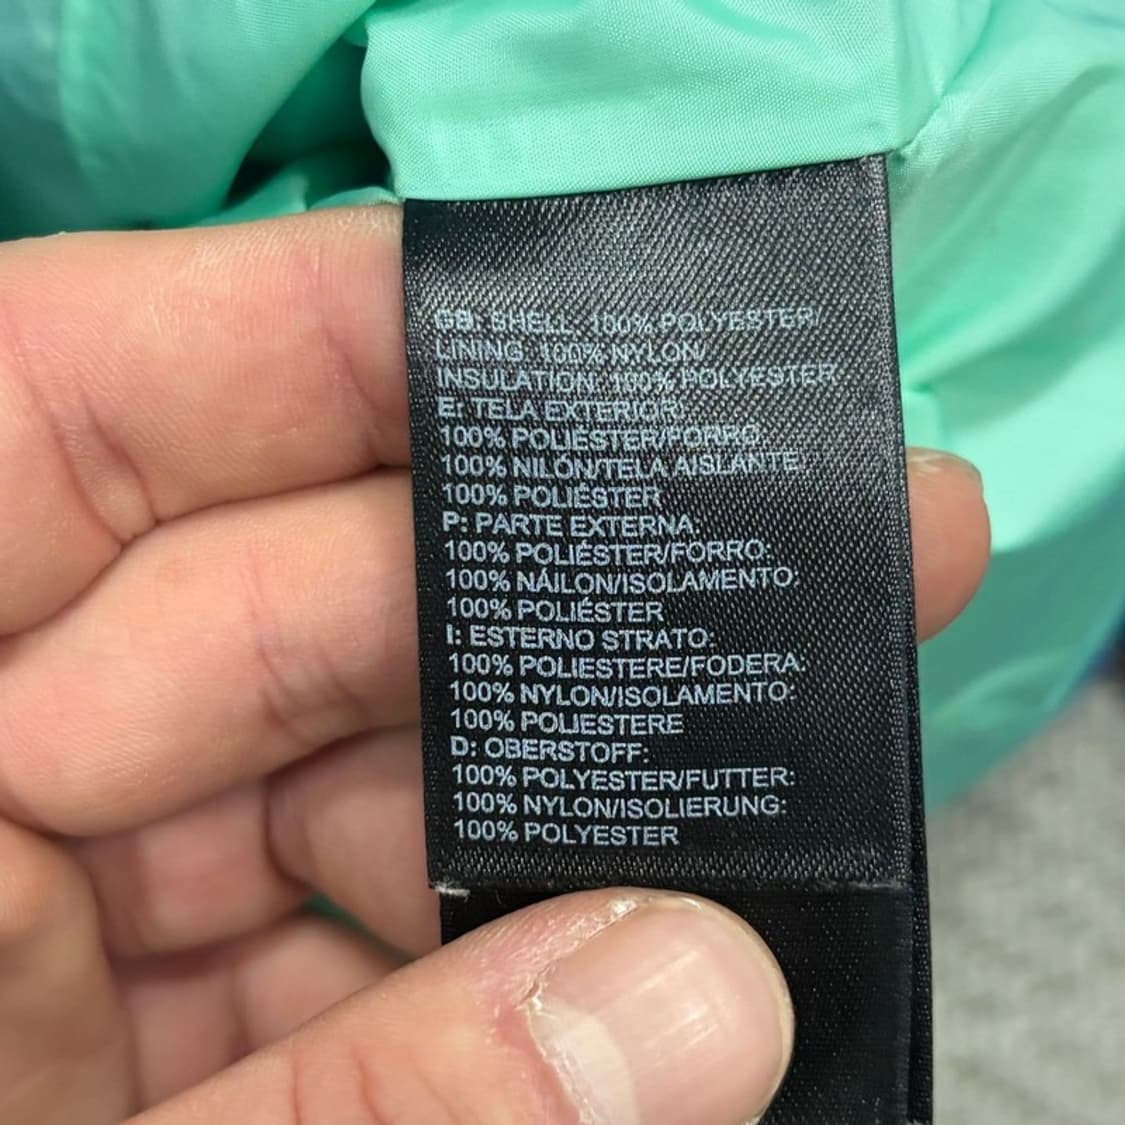 GB: SHELL: 100% POLYESTER/
LINING: 100% NYLON/
INSULATION: 100% POLYESTER
E: TELA EXTERIOR:
100% POLIÉSTER/FORRO:
100% NILÓN/TELA AISLANTE:
100% POLIÉSTER
P: PARTE EXTERNA:
100% POLIÉSTER/FORRO:
100% NÁILON/ISOLAMENTO:
100% POLIÉSTER
I: ESTERNO STRATO:
100% POLIESTERE/FODERA:
100% NYLON/ISOLAMENTO:
100% POLIESTERE
D: OBERSTOFF:
100% POLYESTER/FUTTER:
100% NYLON/ISOLIERUNG:
100% POLYESTER